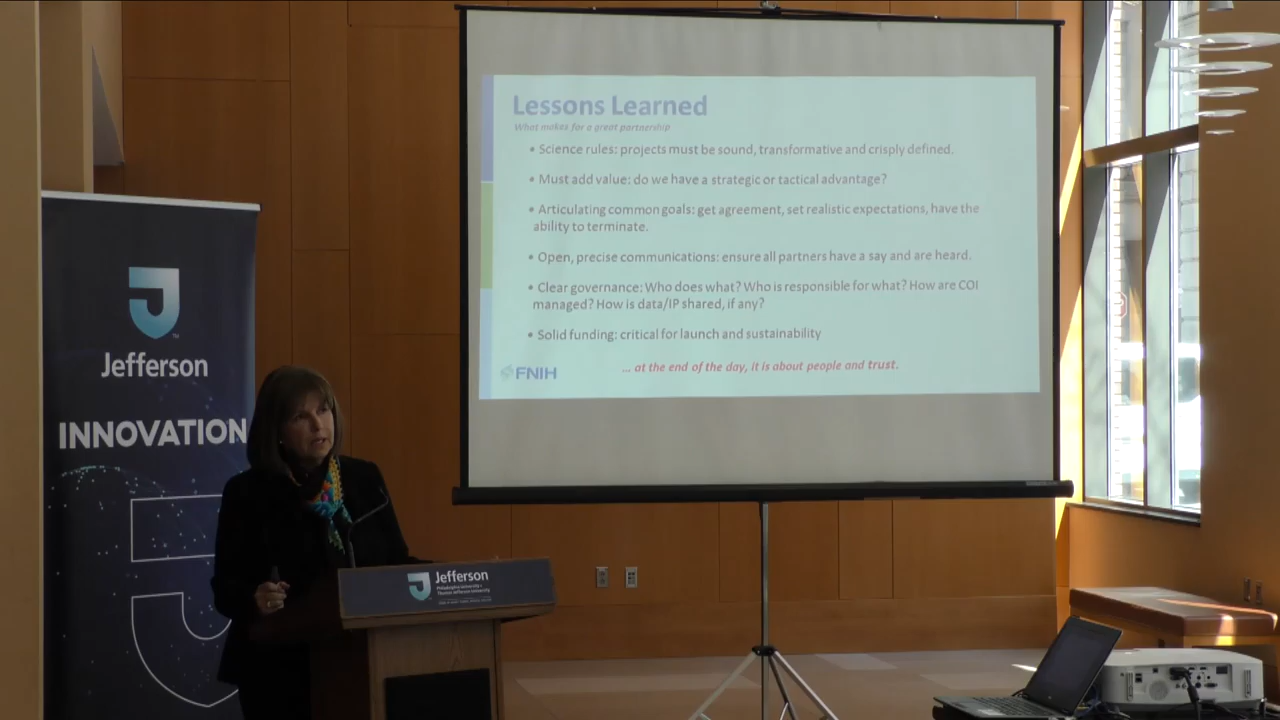 Lessons Learned
What makes for a great partnership
• Science rules: projects must be sound, transformative and crisply defined.
• Must add value: do we have a strategic or tactical advantage?
• Articulating common goals: get agreement, set realistic expectations, have the
ability to terminate.
• Open, precise communications: ensure all partners have a say and are heard.
• Clear governance: Who does what? Who is responsible for what? How are COI
managed? How is data/IP shared, if any?
• Solid funding: critical for launch and sustainability
... at the end of the day, it is about people and trust.
FNIH
Jefferson
INNOVATION
Jefferson
Philadelphia University +
Thomas Jefferson University